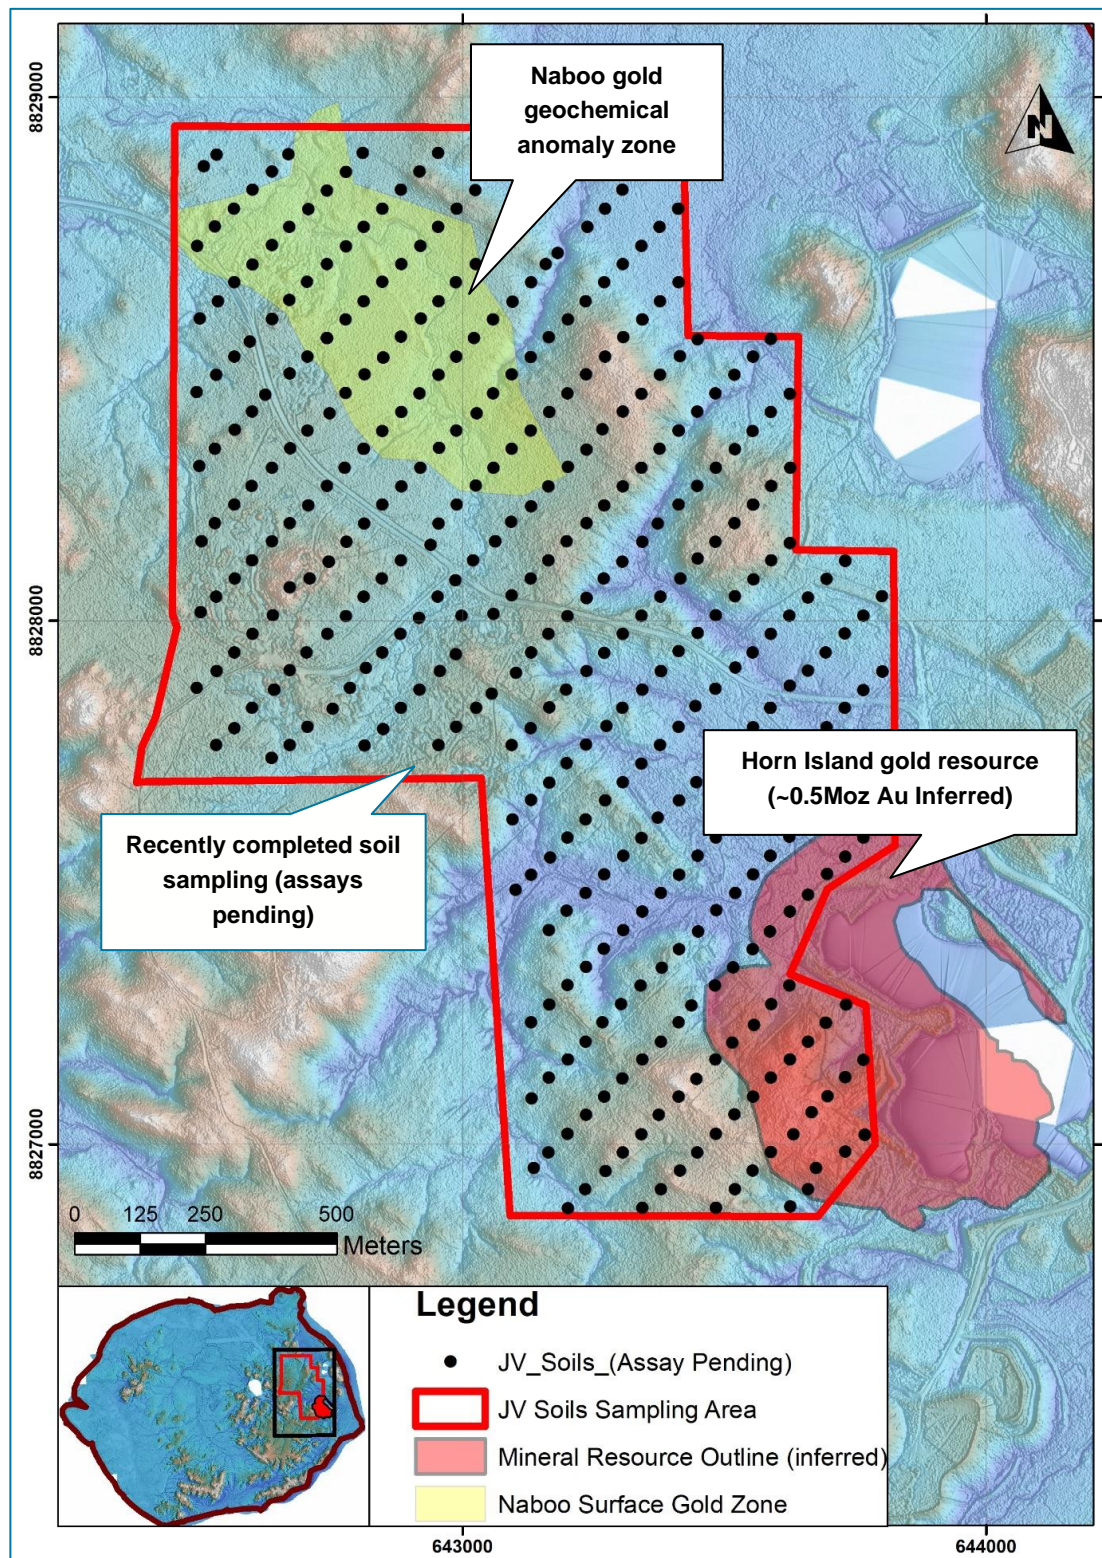 Naboo gold
geochemical
anomaly zone
N
8829000
8828000
8827000
Horn Island gold resource
(~0.5Moz Au Inferred)
Recently completed soil
sampling (assays
pending)
0 125 250 500
Meters
Legend
JV_Soils_(Assay Pending)
JV Soils Sampling Area
Mineral Resource Outline (inferred)
Naboo Surface Gold Zone
643000 644000